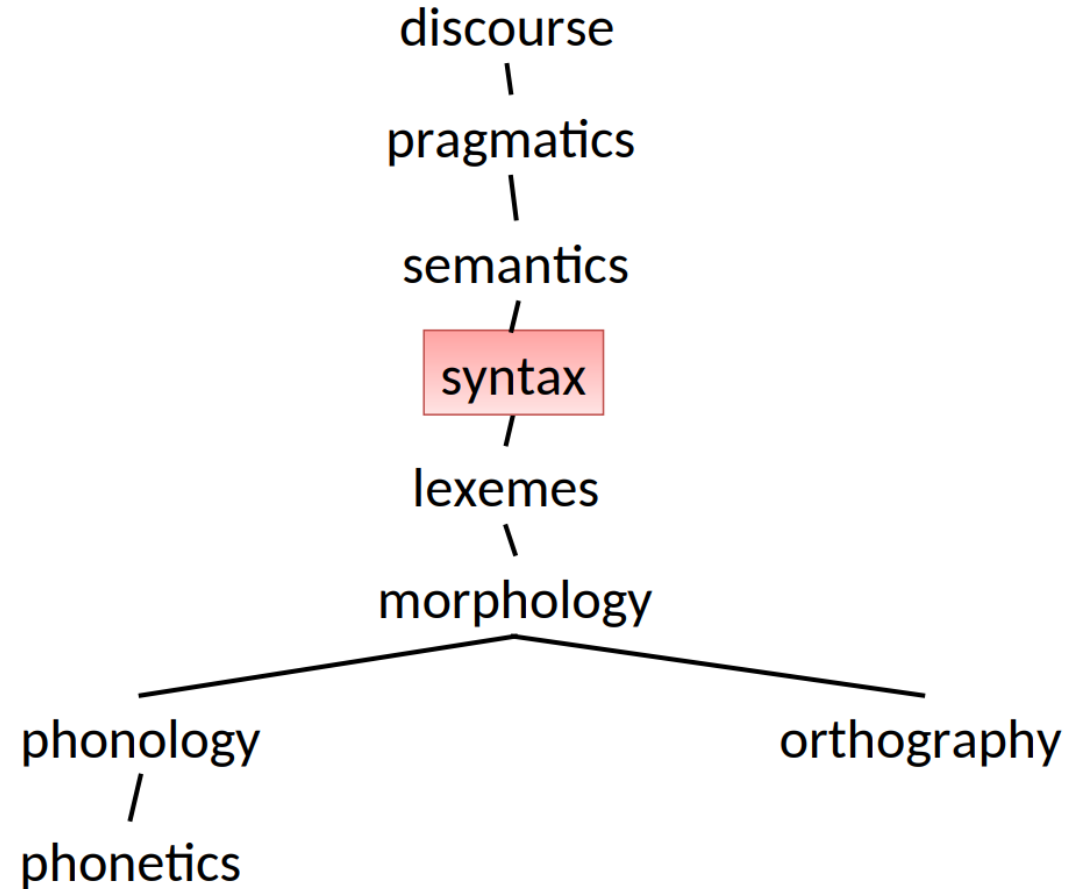 discourse
pragmatics
semantics
syntax
lexemes
morphology
phonology orthography
phonetics